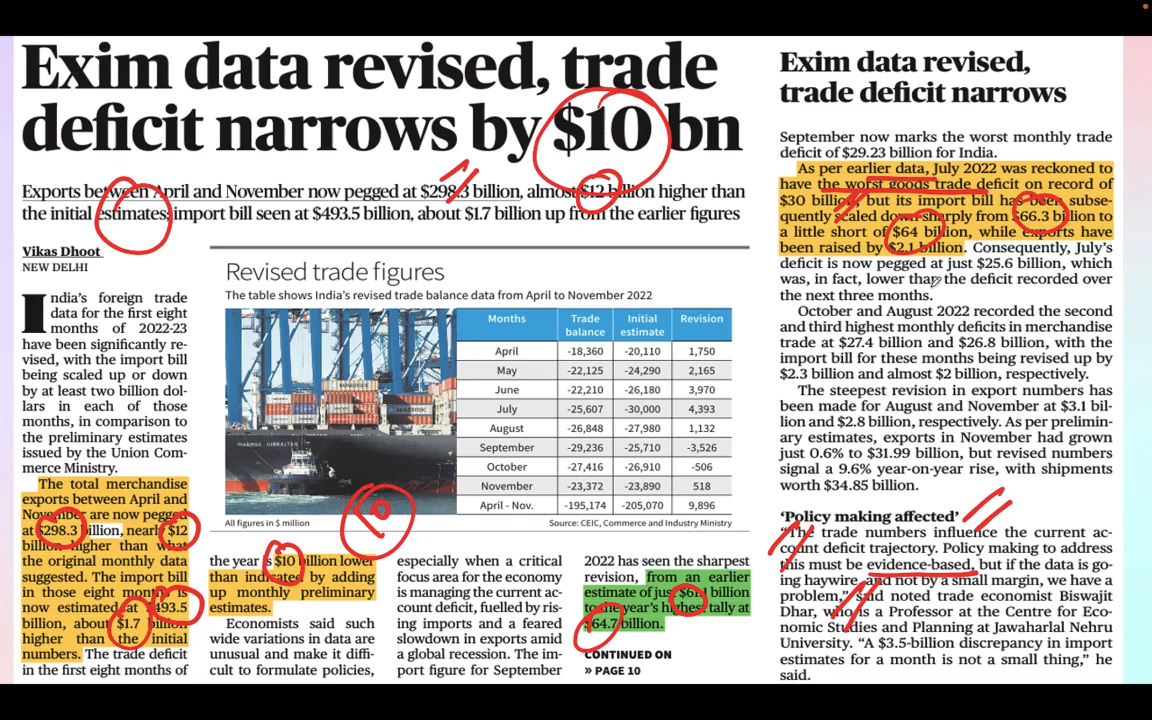 Exim data revised, trade
deficit narrows by $10 bn
Exports between April and November now pegged at $298.3 billion, almost $12 billion higher than
the initial estimates; import bill seen at $493.5 billion, about $1.7 billion up from the earlier figures
Vikas Dhoot
NEW DELHI
India's foreign trade
data for the first eight
months of 2022-23
have been significantly re-
vised, with the import bill
being scaled up or down
by at least two billion dol-
lars in each of those
months, in comparison to
the preliminary estimates
issued by the Union Com-
merce Ministry.
The total merchandise
exports between April and
November are now pegged
at $298.3 billion, nearly $12
billion higher than what
the original monthly data
suggested. The import bill
in those eight months is
now estimated at $493.5
billion, about $1.7 billion
higher than the initial
numbers. The trade deficit
in the first eight months of
Revised trade figures
The table shows India's revised trade balance data from April to November 2022
Months Trade balance Initial estimate Revision
April -18,360 -20,110 1,750
May -22,125 -24,290 2,165
June -22,210 -26,180 3,970
July -25,607 -30,000 4,393
August -26,848 -27,980 1,132
September -29,236 -25,710 -3,526
October -27,416 -26,910 -506
November -23,372 -23,890 518
April - Nov. -195,174 -205,070 9,896
All figures in $ million
Source: CEIC, Commerce and Industry Ministry
10
the year is $10 billion lower
than indicated by adding
up monthly preliminary
estimates.
Economists said such
wide variations in data are
unusual and make it diffi-
cult to formulate policies,
especially when a critical
focus area for the economy
is managing the current ac-
count deficit, fuelled by ris-
ing imports and a feared
slowdown in exports amid
a global recession. The im-
port figure for September
2022 has seen the sharpest
revision, from an earlier
estimate of just billion
to the year's highest tally at
$64.7 billion.
CONTINUED ON
» PAGE 10
Exim data revised,
trade deficit narrows
September now marks the worst monthly trade
deficit of $29.23 billion for India.
As per earlier data, July 2022 was reckoned to
have the worst goods trade deficit on record of
$30 billion, but its import bill has been subse-
quently scaled down sharply from $66.3 billion to
a little short of $64 billion, while exports have
been raised by $2.1 billion. Consequently, July's
deficit is now pegged at just $25.6 billion, which
was, in fact, lower than the deficit recorded over
the next three months.
October and August 2022 recorded the second
and third highest monthly deficits in merchandise
trade at $27.4 billion and $26.8 billion, with the
import bill for these months being revised up by
$2.3 billion and almost $2 billion, respectively.
The steepest revision in export numbers has
been made for August and November at $3.1 bil-
lion and $2.8 billion, respectively. As per prelimin-
ary estimates, exports in November had grown
just 0.6% to $31.99 billion, but revised numbers
signal a 9.6% year-on-year rise, with shipments
worth $34.85 billion.
'Policy making affected'
"The trade numbers influence the current ac-
count deficit trajectory. Policy making to address
this must be evidence-based, but if the data is go-
ing haywire, and not by a small margin, we have a
problem," said noted trade economist Biswajit
Dhar, who is a Professor at the Centre for Eco-
nomic Studies and Planning at Jawaharlal Nehru
University. "A $3.5-billion discrepancy in import
estimates for a month is not a small thing," he
said.